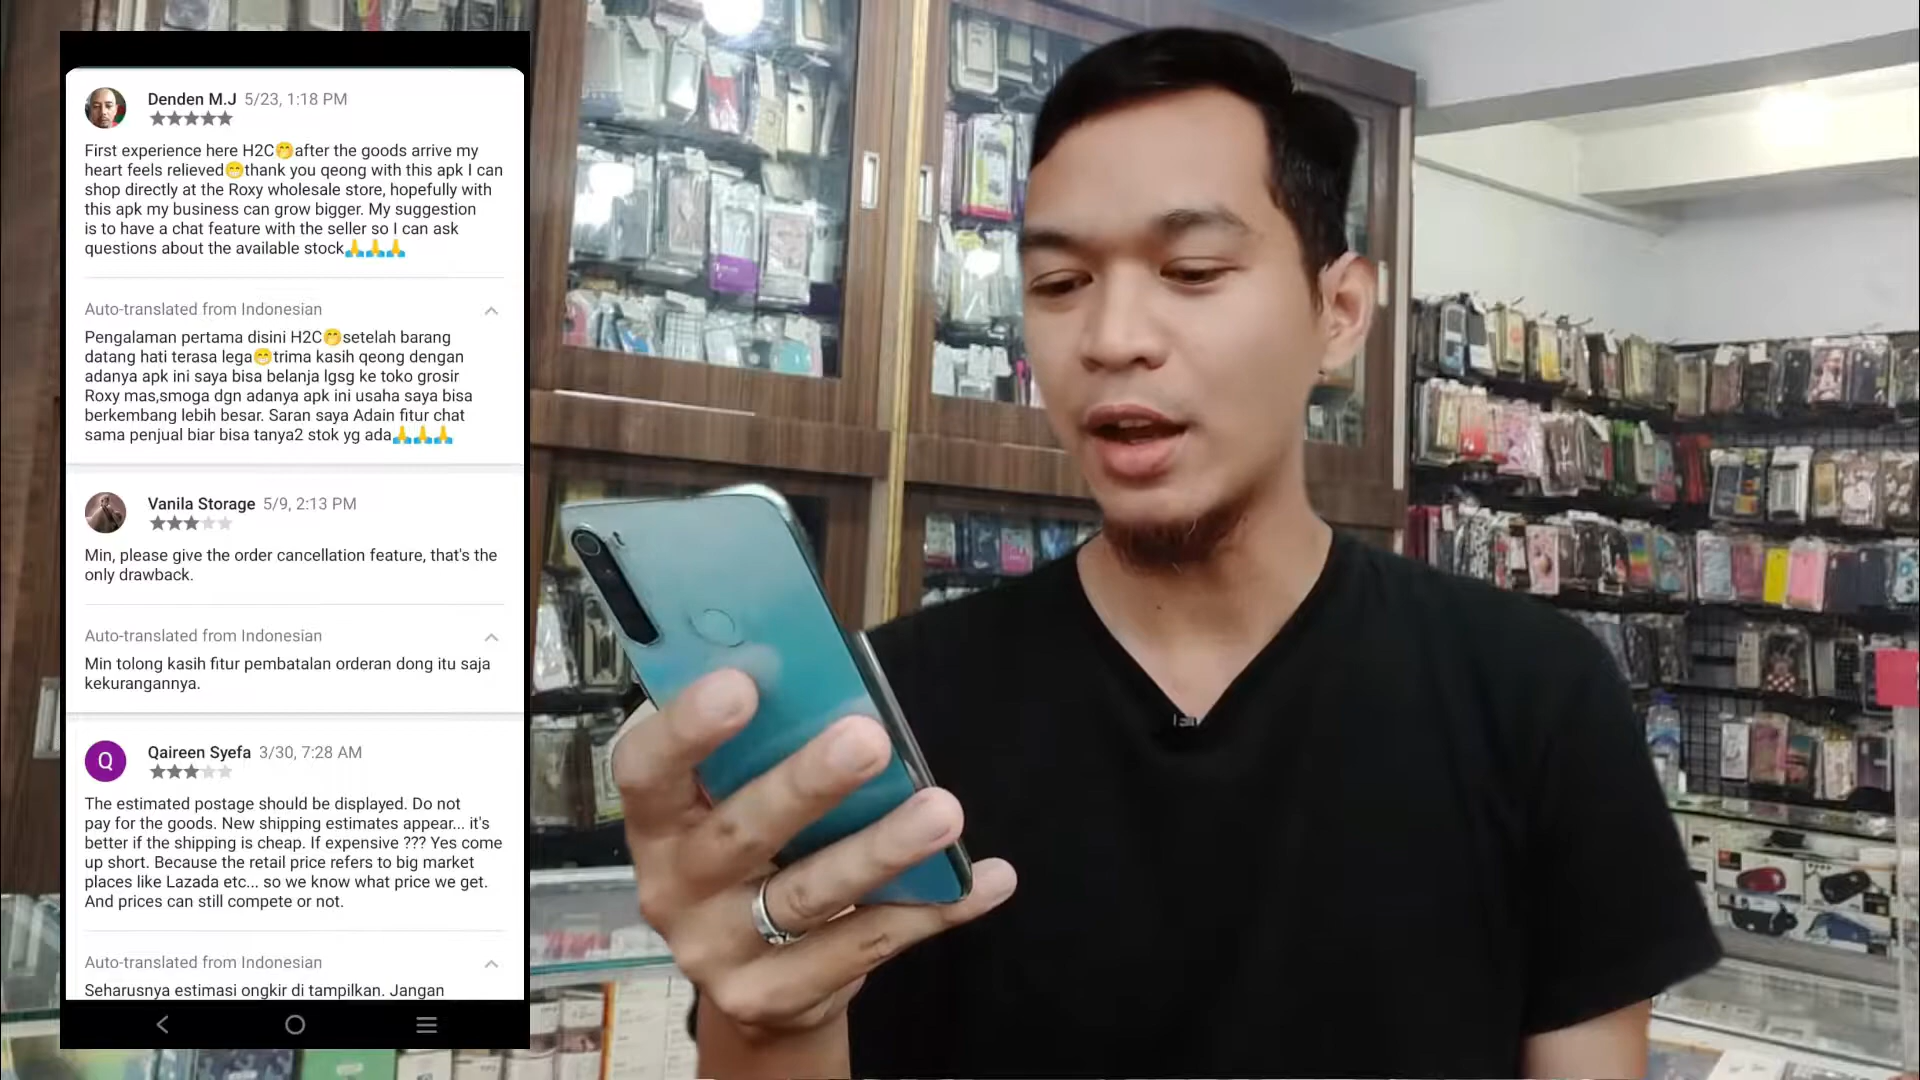 Denden M.J 5/23, 1:18 PM
First experience here H2C🤭after the goods arrive my
heart feels relieved😁thank you qeong with this apk I can
shop directly at the Roxy wholesale store, hopefully with
this apk my business can grow bigger. My suggestion
is to have a chat feature with the seller so I can ask
questions about the available stock🙏🙏🙏
Auto-translated from Indonesian
Pengalaman pertama disini H2C🤭setelah barang
datang hati terasa lega😁trima kasih qeong dengan
adanya apk ini saya bisa belanja lgsg ke toko grosir
Roxy mas,smoga dgn adanya apk ini usaha saya bisa
berkembang lebih besar. Saran saya Adain fitur chat
sama penjual biar bisa tanya2 stok yg ada🙏🙏🙏
Vanila Storage 5/9, 2:13 PM
Min, please give the order cancellation feature, that's the
only drawback.
Auto-translated from Indonesian
Min tolong kasih fitur pembatalan orderan dong itu saja
kekurangannya.
Q
Qaireen Syefa 3/30, 7:28 AM
The estimated postage should be displayed. Do not
pay for the goods. New shipping estimates appear... it's
better if the shipping is cheap. If expensive ??? Yes come
up short. Because the retail price refers to big market
places like Lazada etc... so we know what price we get.
And prices can still compete or not.
Auto-translated from Indonesian
Seharusnya estimasi ongkir di tampilkan. Jangan